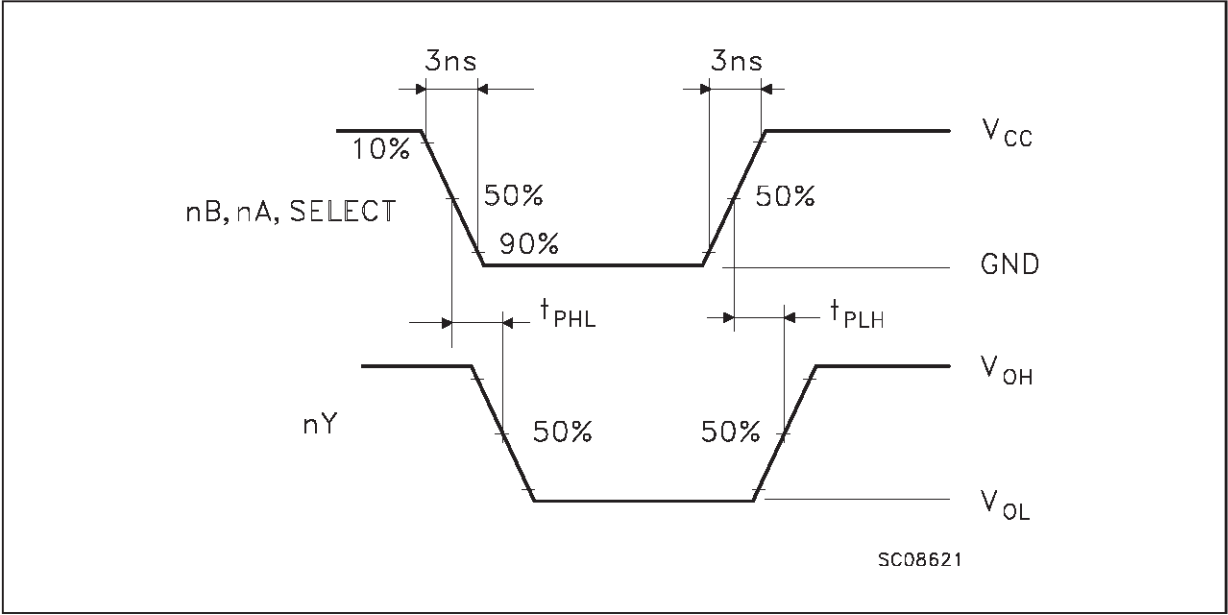 3ns 3ns
V_CC
10%
nB, nA, SELECT 50% 50%
90%
GND
t_PHL t_PLH
V_OH
nY 50% 50%
V_OL
SC08621